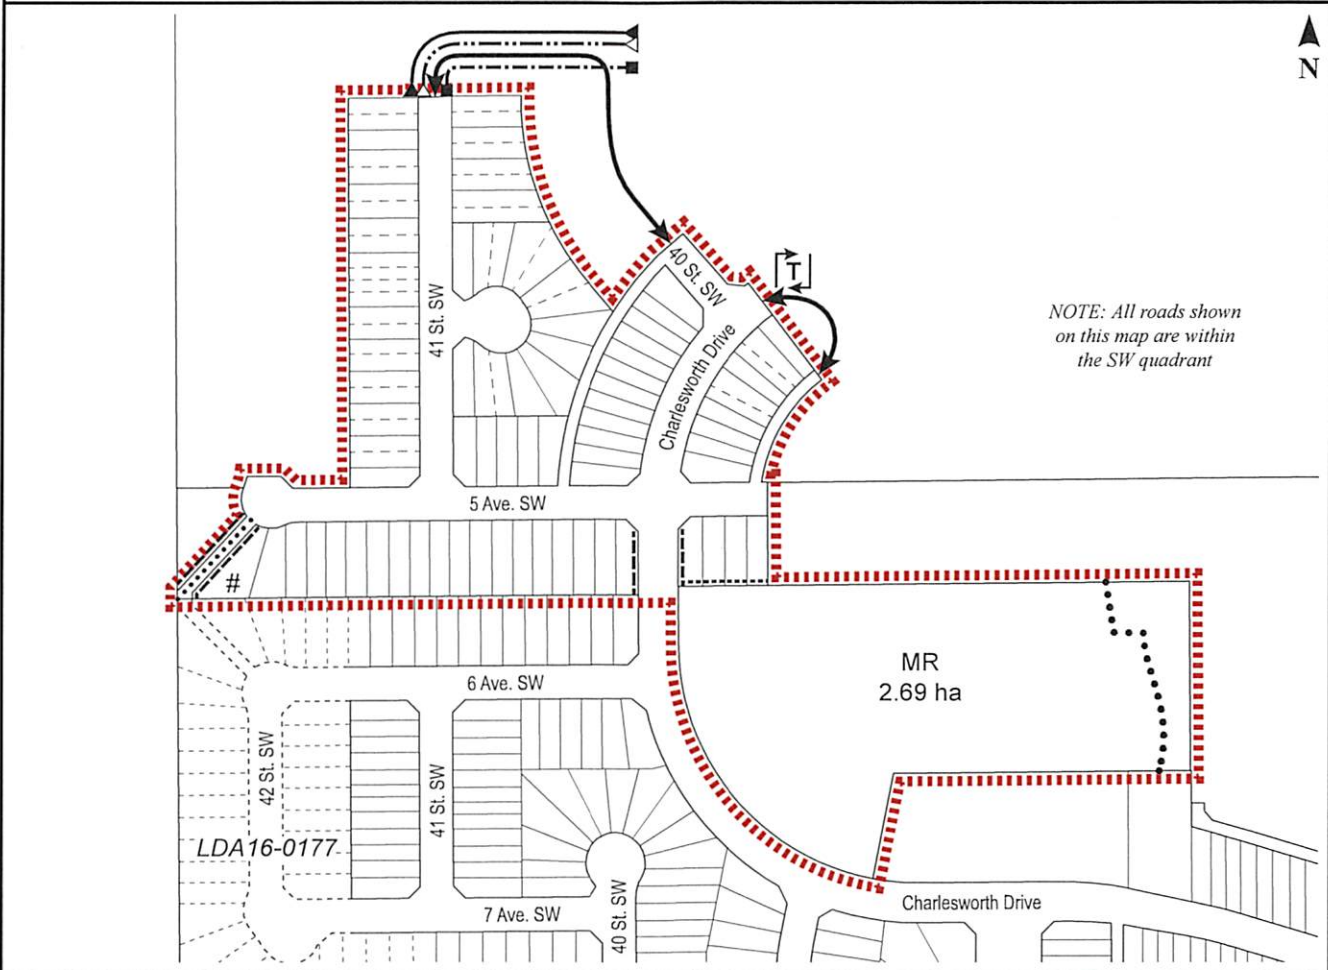 N
40 St. SW
T
NOTE: All roads shown
on this map are within
the SW quadrant
41 St. SW
Charlesworth Drive
5 Ave. SW
#
MR
2.69 ha
6 Ave. SW
42 St. SW
41 St. SW
LDA16-0177
40 St. SW
Charlesworth Drive
7 Ave. SW